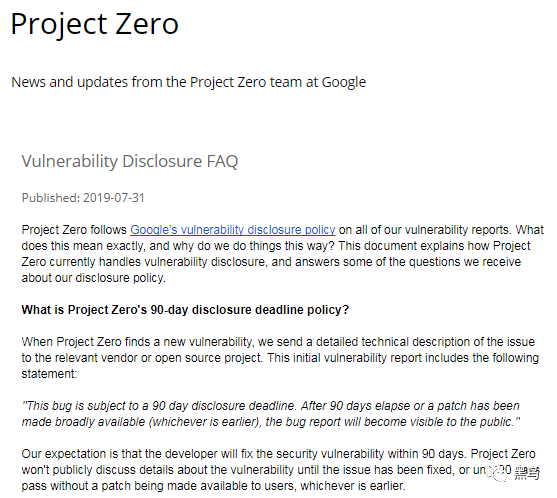 Project Zero
News and updates from the Project Zero team at Google
Vulnerability Disclosure FAQ
Published: 2019-07-31
Project Zero follows Google's vulnerability disclosure policy on all of our vulnerability reports. What
does this mean exactly, and why do we do things this way? This document explains how Project
Zero currently handles vulnerability disclosure, and answers some of the questions we receive
about our disclosure policy.
What is Project Zero's 90-day disclosure deadline policy?
When Project Zero finds a new vulnerability, we send a detailed technical description of the issue
to the relevant vendor or open source project. This initial vulnerability report includes the following
statement:
"This bug is subject to a 90 day disclosure deadline. After 90 days elapse or a patch has been
made broadly available (whichever is earlier), the bug report will become visible to the public."
Our expectation is that the developer will fix the security vulnerability within 90 days. Project Zero
won't publicly discuss details about the vulnerability until the issue has been fixed, or
pass without a patch being made available to users, whichever is earlier.
黑鸟